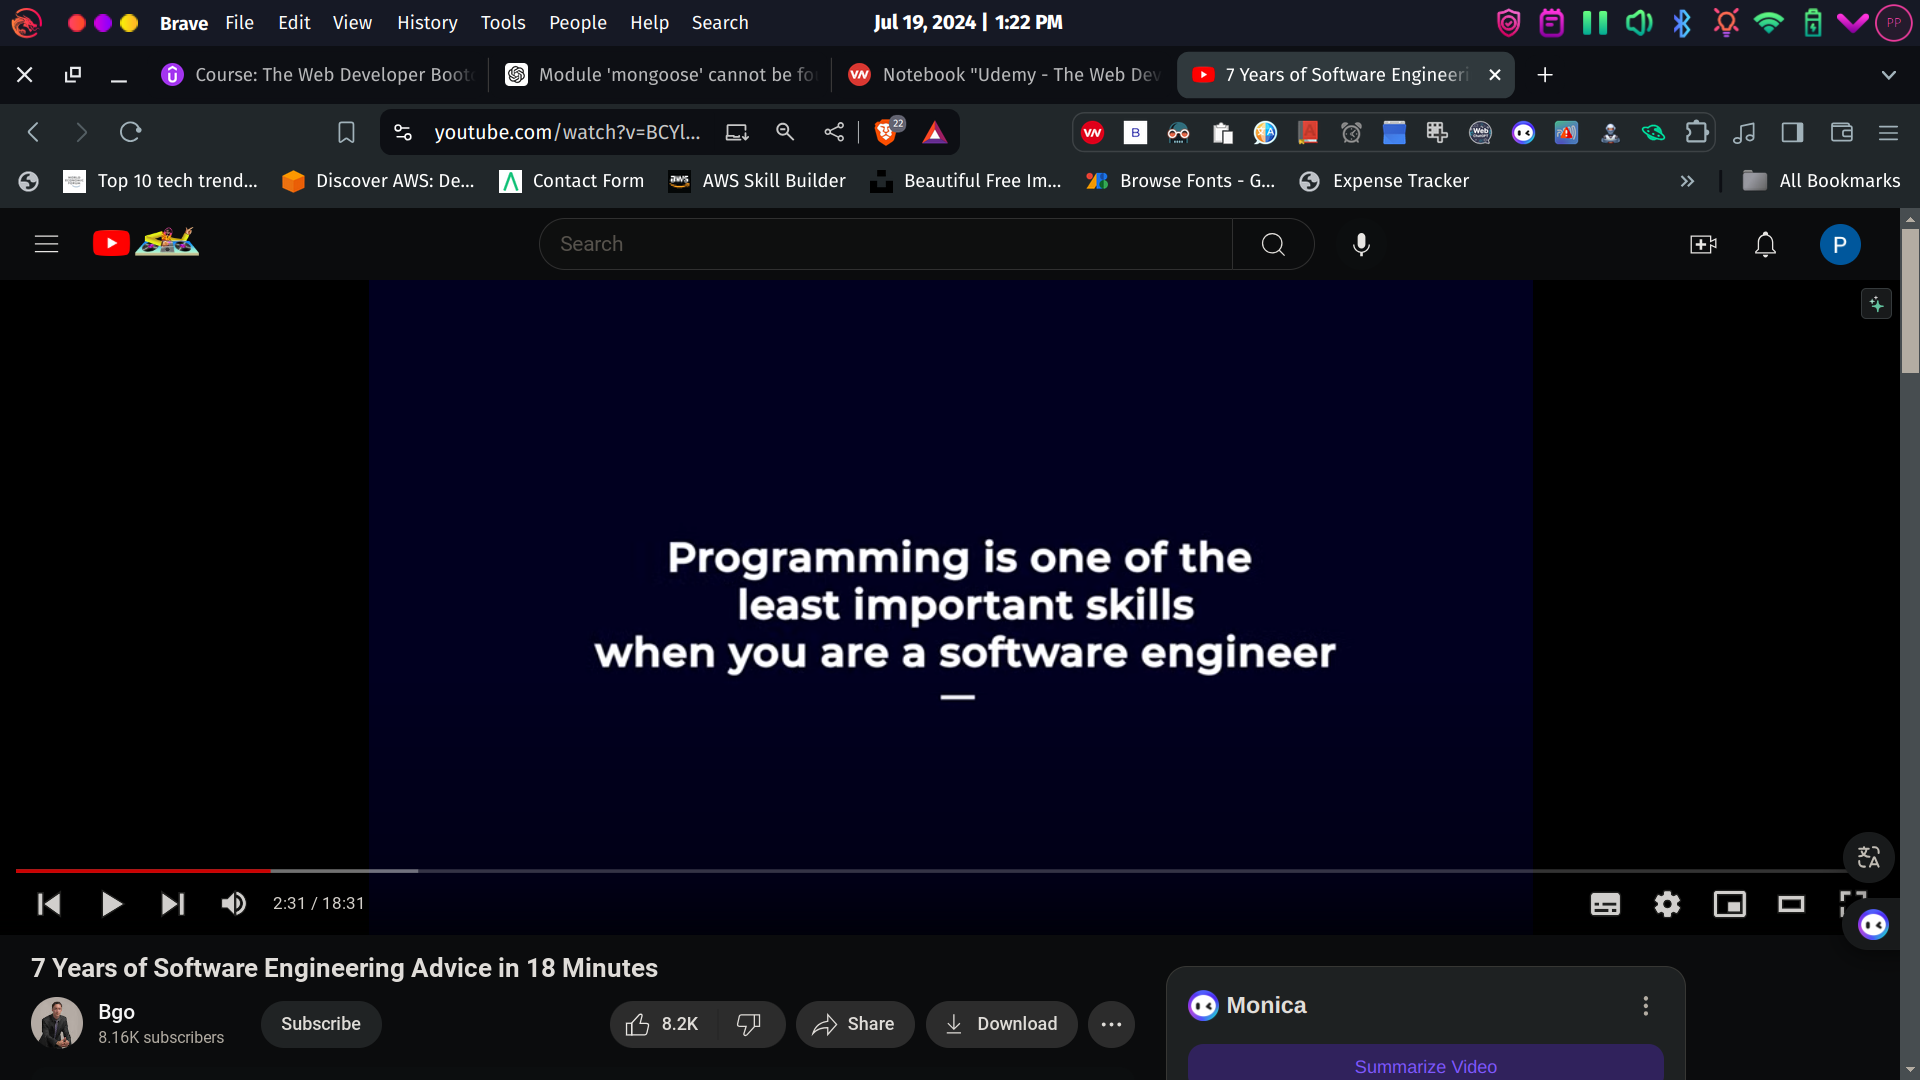 Brave File Edit View History Tools People Help Search
Jul 19, 2024 | 1:22 PM
PP
Course: The Web Developer Boot
Module 'mongoose' cannot be fo
Notebook "Udemy - The Web Dev
7 Years of Software Engineeri
youtube.com/watch?v=BCYl...
22
Top 10 tech trend...
Discover AWS: De...
Contact Form
AWS Skill Builder
Beautiful Free Im...
Browse Fonts - G...
Expense Tracker
All Bookmarks
Search
P
Programming is one of the
least important skills
when you are a software engineer
2:31 / 18:31
7 Years of Software Engineering Advice in 18 Minutes
Bgo
8.16K subscribers
Subscribe
8.2K
Share
Download
Monica
Summarize Video